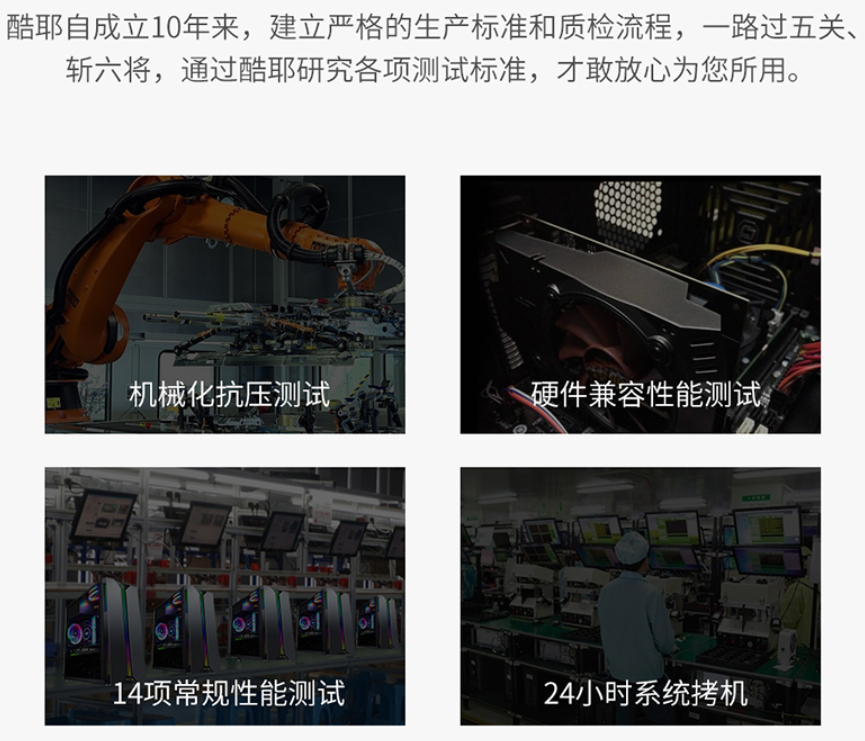 酷耶自成立10年来，建立严格的生产标准和质检流程，一路过五关、
斩六将，通过酷耶研究各项测试标准，才敢放心为您所用。
机械化抗压测试
硬件兼容性能测试
14项常规性能测试
24小时系统拷机